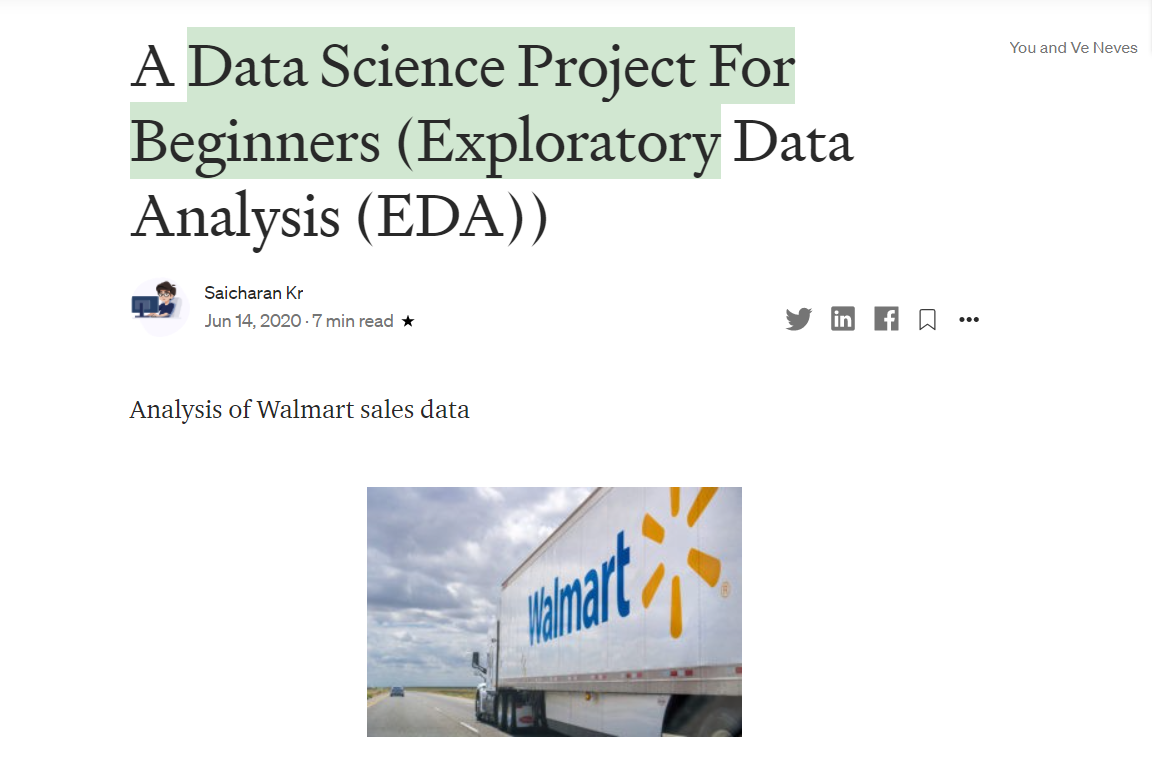 A Data Science Project For
You and Ve Neves
Beginners (Exploratory Data
Analysis (EDA))
Saicharan Kr
Jun 14, 2020 · 7 min read ★
Analysis of Walmart sales data
Walmart